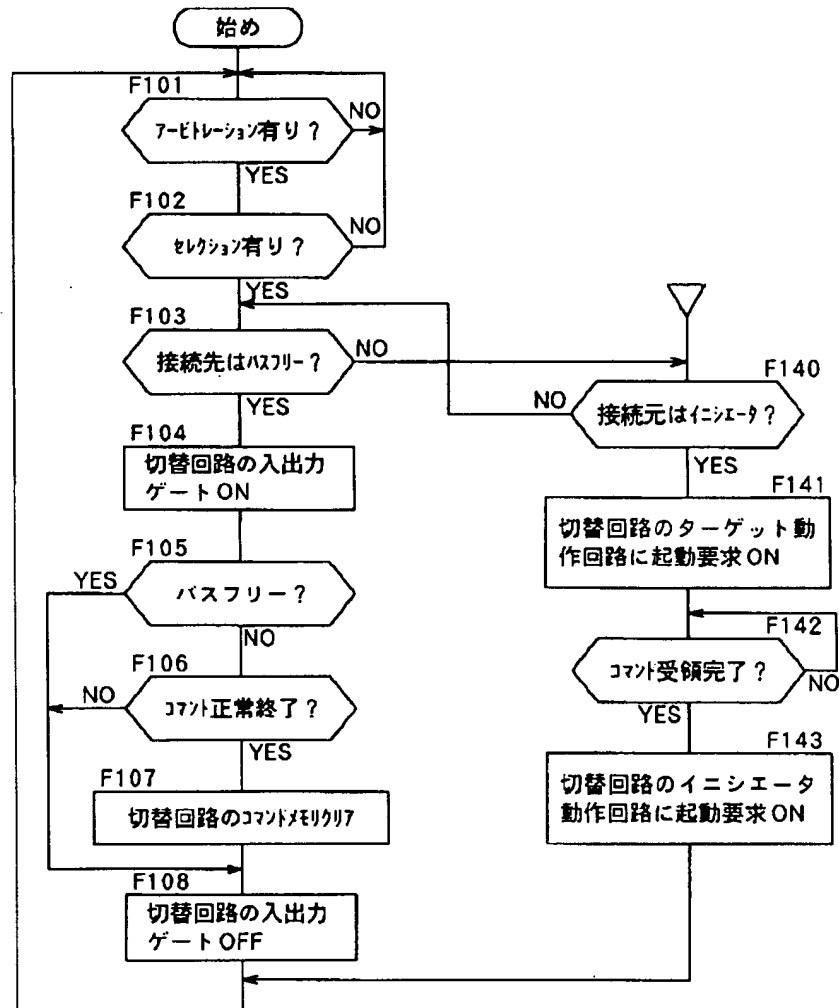 始め
F101
アービトレーション有り？
NO
YES
F102
セレクション有り？
NO
YES
F103
接続先はバスフリー？
NO
YES
F140
接続元はイニシエータ？
NO
YES
F104
切替回路の入出力
ゲートON
F141
切替回路のターゲット動
作回路に起動要求ON
F105
バスフリー？
YES
NO
F142
コマンド受領完了？
NO
YES
F106
コマンド正常終了？
NO
YES
F143
切替回路のイニシエータ
動作回路に起動要求ON
F107
切替回路のコマンドメモリクリア
F108
切替回路の入出力
ゲートOFF